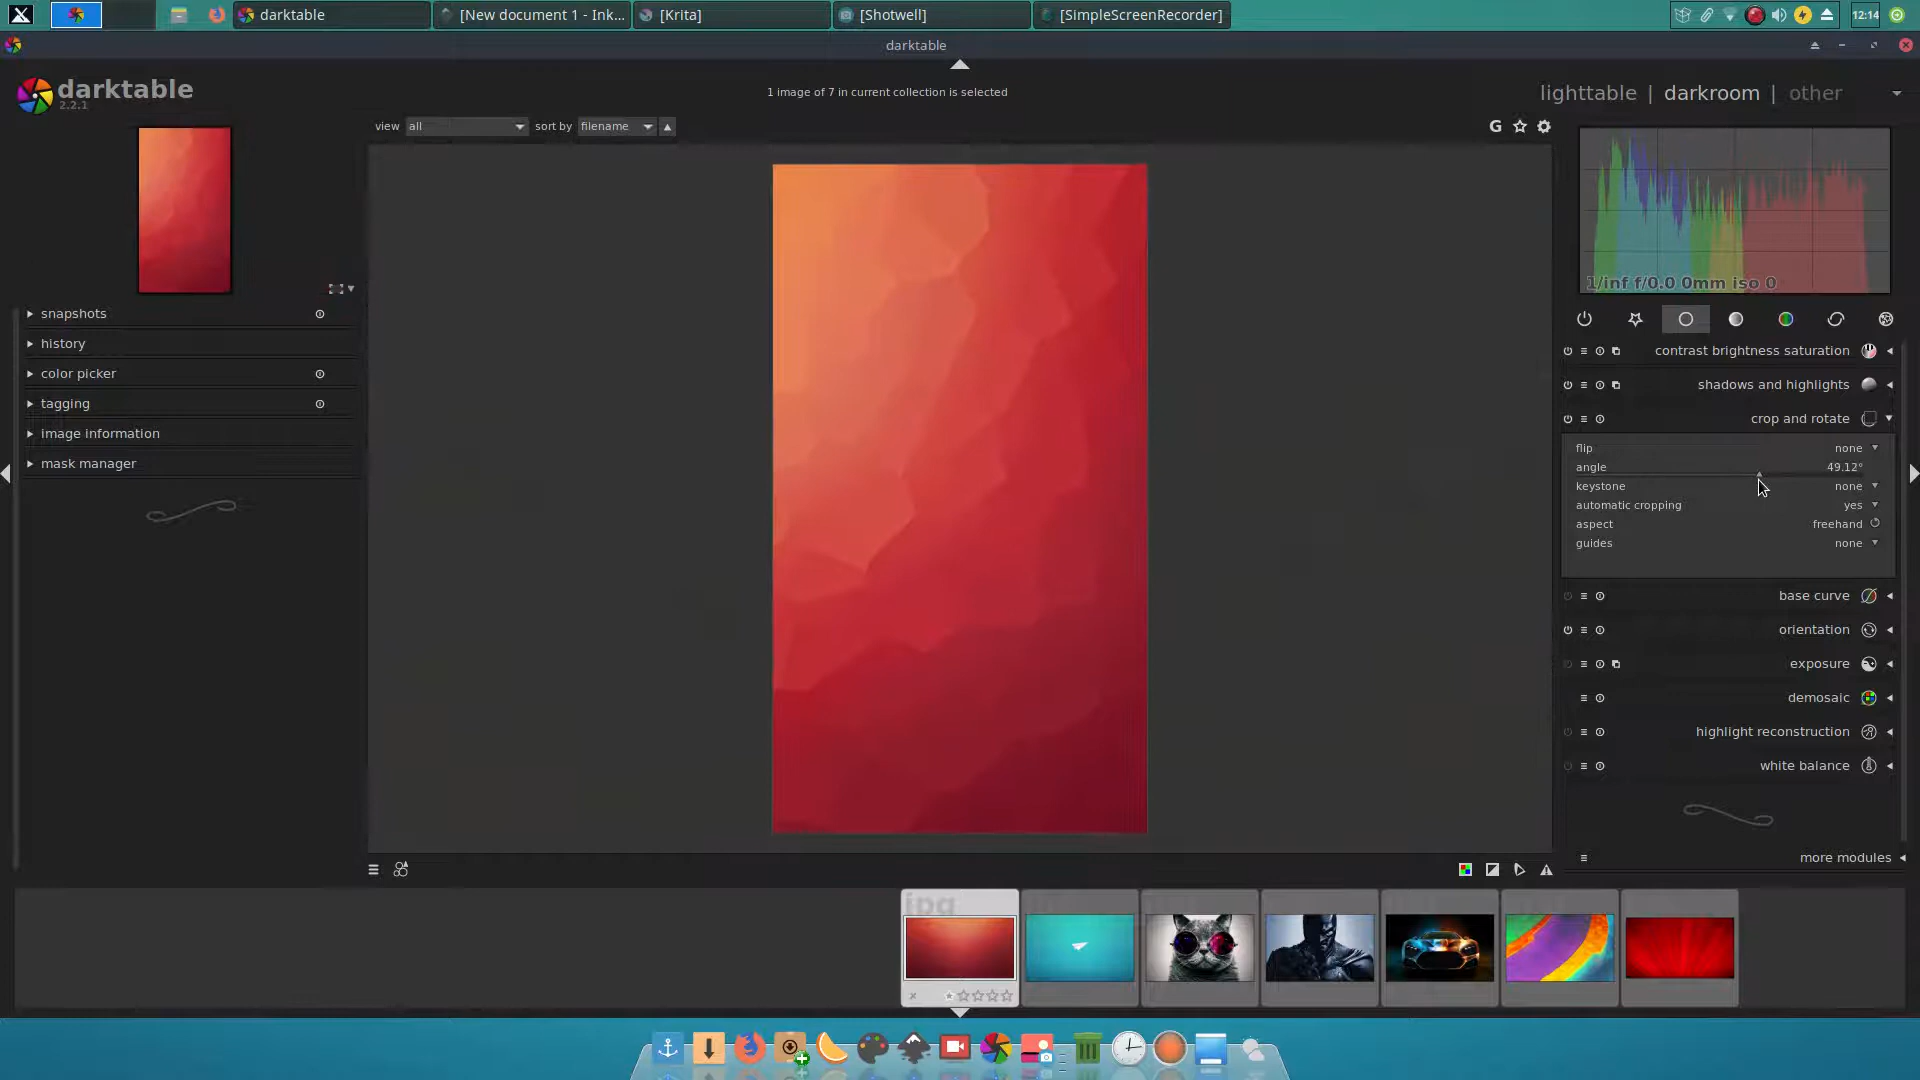 darktable
[New document 1 - Ink...
[Krita]
[Shotwell]
[SimpleScreenRecorder]
12:14
darktable
darktable
2.2.1
1 image of 7 in current collection is selected
lighttable | darkroom | other
view all sort by filename
G
1/inf f/0.0 0mm iso 0
snapshots
history
color picker
tagging
image information
mask manager
contrast brightness saturation
shadows and highlights
crop and rotate
flip none
angle 49.12°
keystone none
automatic cropping yes
aspect freehand
guides none
base curve
orientation
exposure
demosaic
highlight reconstruction
white balance
more modules
jpg